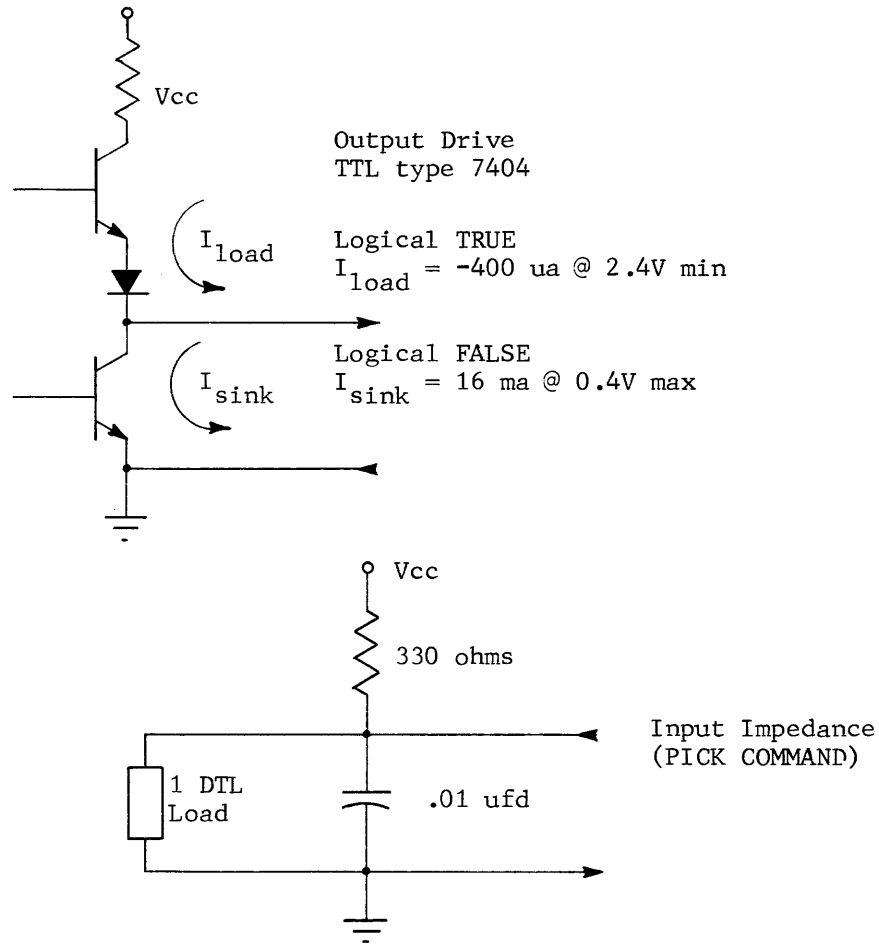 Vcc
Output Drive
TTL type 7404
I load
Logical TRUE
I load = -400 ua @ 2.4V min
I sink
Logical FALSE
I sink = 16 ma @ 0.4V max
Vcc
330 ohms
Input Impedance
(PICK COMMAND)
1 DTL
Load
.01 ufd